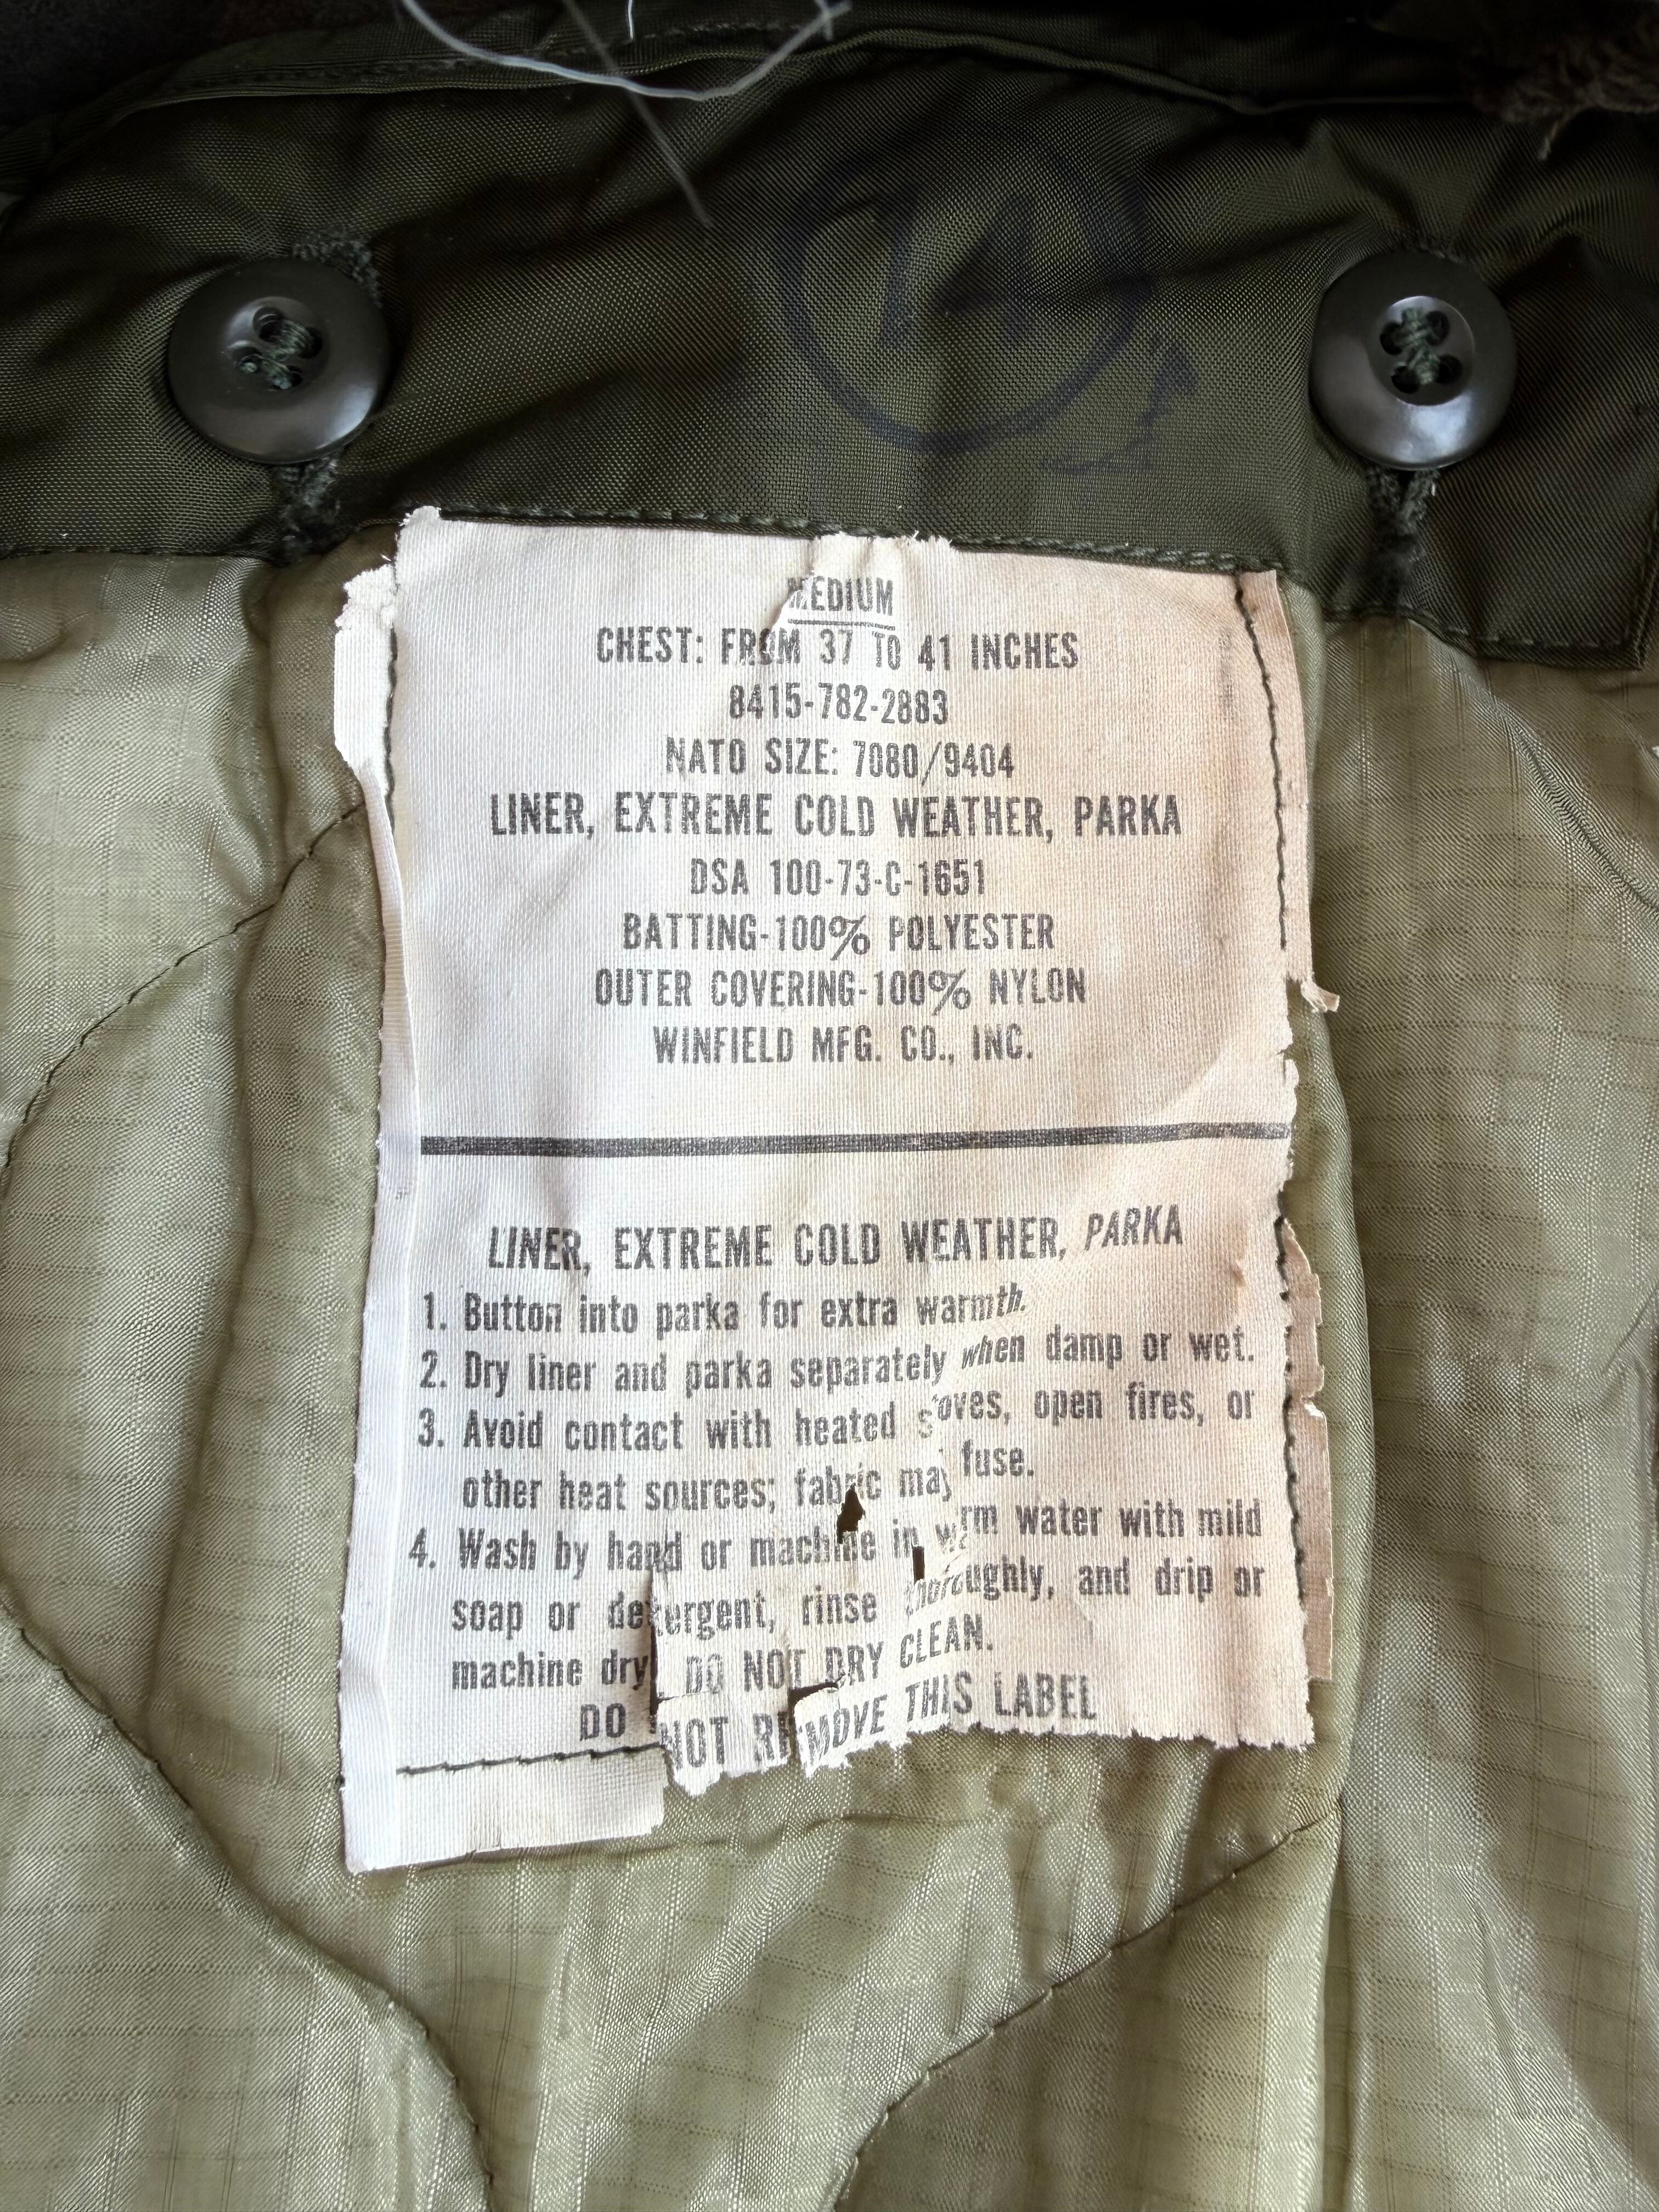 MEDIUM
CHEST: FROM 37 TO 41 INCHES
8415-782-2883
NATO SIZE: 7080/9404
LINER, EXTREME COLD WEATHER, PARKA
DSA 100-73-C-1651
BATTING-100% POLYESTER
OUTER COVERING-100% NYLON
WINFIELD MFG. CO., INC.
LINER, EXTREME COLD WEATHER, PARKA
1. Button into parka for extra warmth.
2. Dry liner and parka separately when damp or wet.
3. Avoid contact with heated stoves, open fires, or
other heat sources; fabric may fuse.
4. Wash by hand or machine in warm water with mild
soap or detergent, rinse thoroughly, and drip or
machine dry. DO NOT DRY CLEAN.
DO NOT REMOVE THIS LABEL